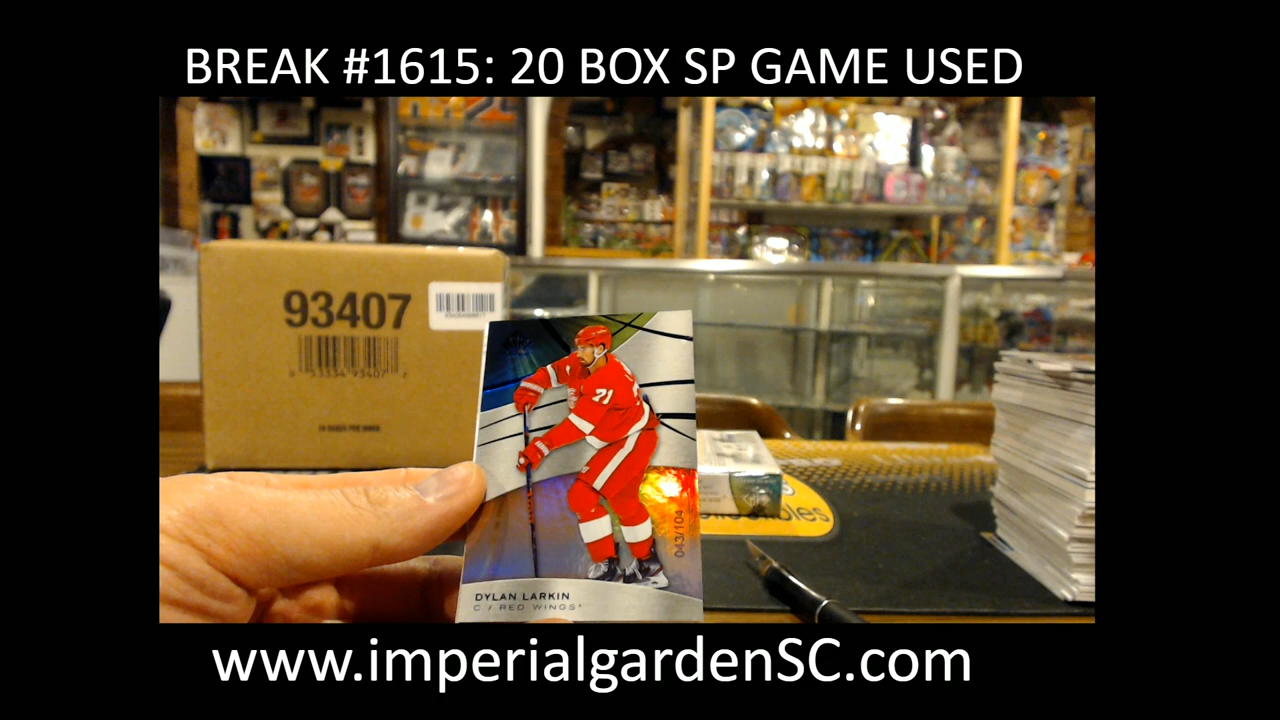 BREAK #1615: 20 BOX SP GAME USED
93407
71
043/104
DYLAN LARKIN
C / RED WINGS
www.imperialgardenSC.com